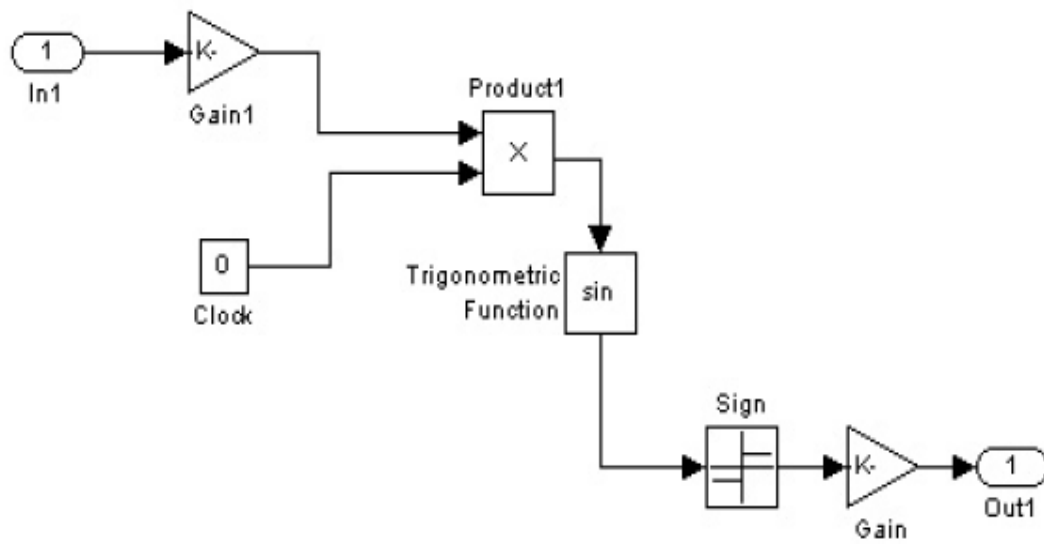 1
In1
K-
Gain1
Product1
X
0
Clock
Trigonometric
Function
sin
Sign
K-
Gain
1
Out1